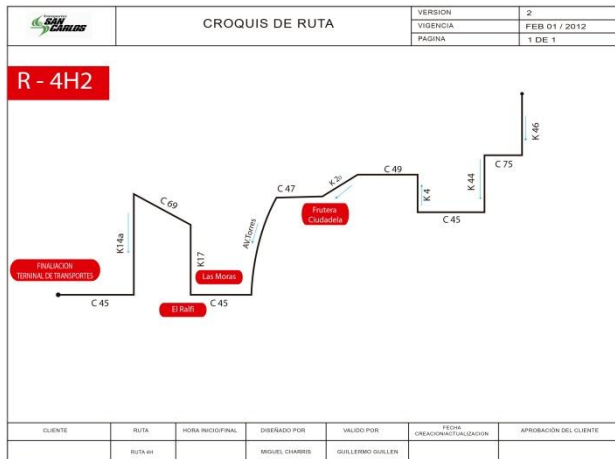 SAN CARLOS
CROQUIS DE RUTA
VERSION 2
VIGENCIA FEB 01 / 2012
PAGINA 1 DE 1
R - 4H2
K 46
C 75
K 44
C 45
K 4
C 49
K 2D
C 47
Frutera
Ciudadela
AV.Torres
C 69
K14a
K17
Las Moras
FINALIACION
TERNINAL DE TRANSPORTES
C 45
El Ralfi
C 45
CLIENTE RUTA HORA INICIO/FINAL DISEÑADO POR VALIDO POR FECHA CREACION/ACTUALIZACION APROBACIÓN DEL CLIENTE
RUTA 4H MIGUEL CHARRIS GUILLERMO GUILLEN